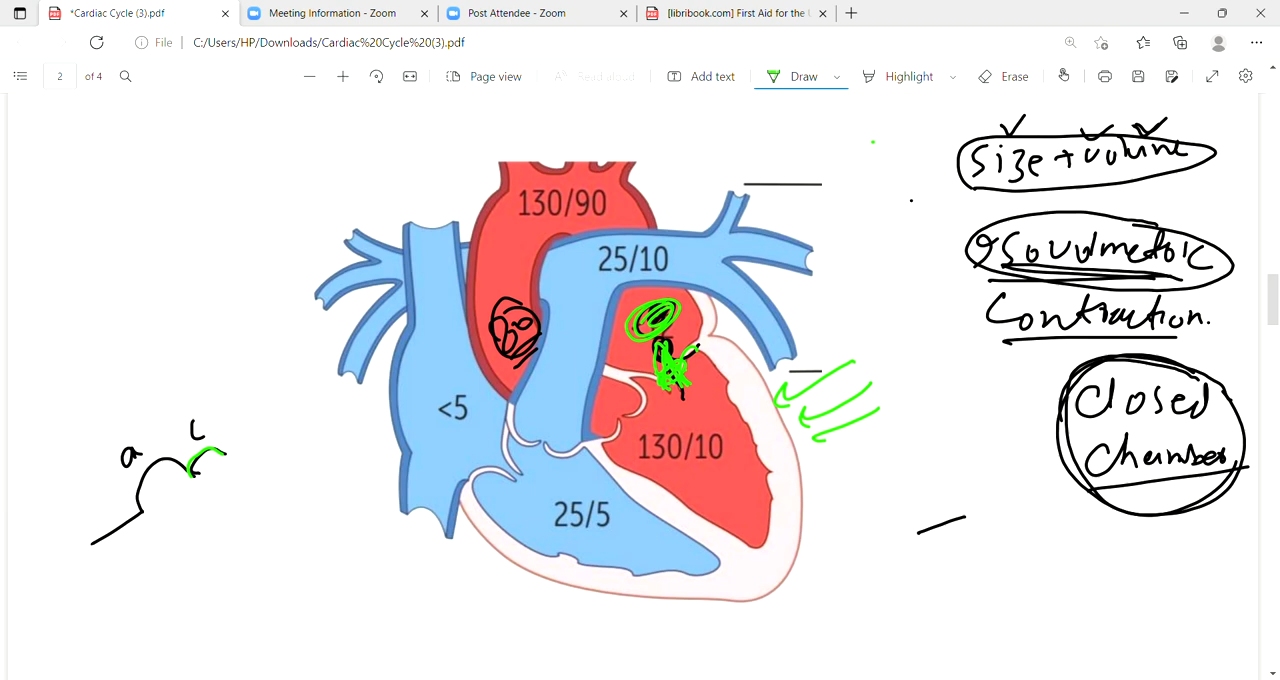 *Cardiac Cycle (3).pdf
Meeting Information - Zoom
Post Attendee - Zoom
[libribook.com] First Aid for the
File C:/Users/HP/Downloads/Cardiac%20Cycle%20(3).pdf
2 of 4
Page view
Read aloud
Add text
Draw
Highlight
Erase
Size + Volume
130/90
25/10
Isovolmetric
Contraction.
<5
130/10
25/5
a
Closed
Chamber